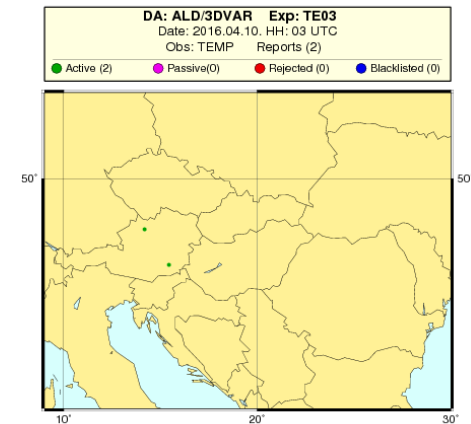 DA: ALD/3DVAR Exp: TE03
Date: 2016.04.10. HH: 03 UTC
Obs: TEMP Reports (2)
Active (2) Passive(0) Rejected (0) Blacklisted (0)
50° 50
10° 20° 30°